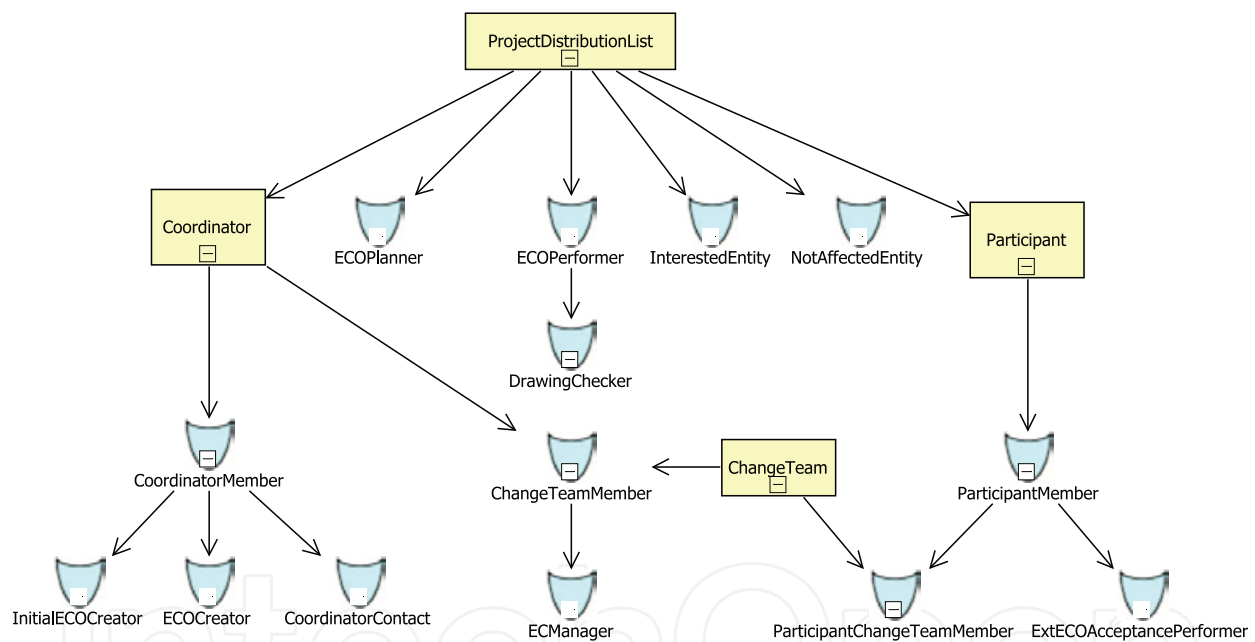 ProjectDistributionList
Coordinator
ECOPlanner
ECOPerformer
InterestedEntity
NotAffectedEntity
Participant
DrawingChecker
CoordinatorMember
ChangeTeamMember
ChangeTeam
ParticipantMember
InitialECOCreator
ECOCreator
CoordinatorContact
ECManager
ParticipantChangeTeamMember
ExtECOAcceptancePerformer